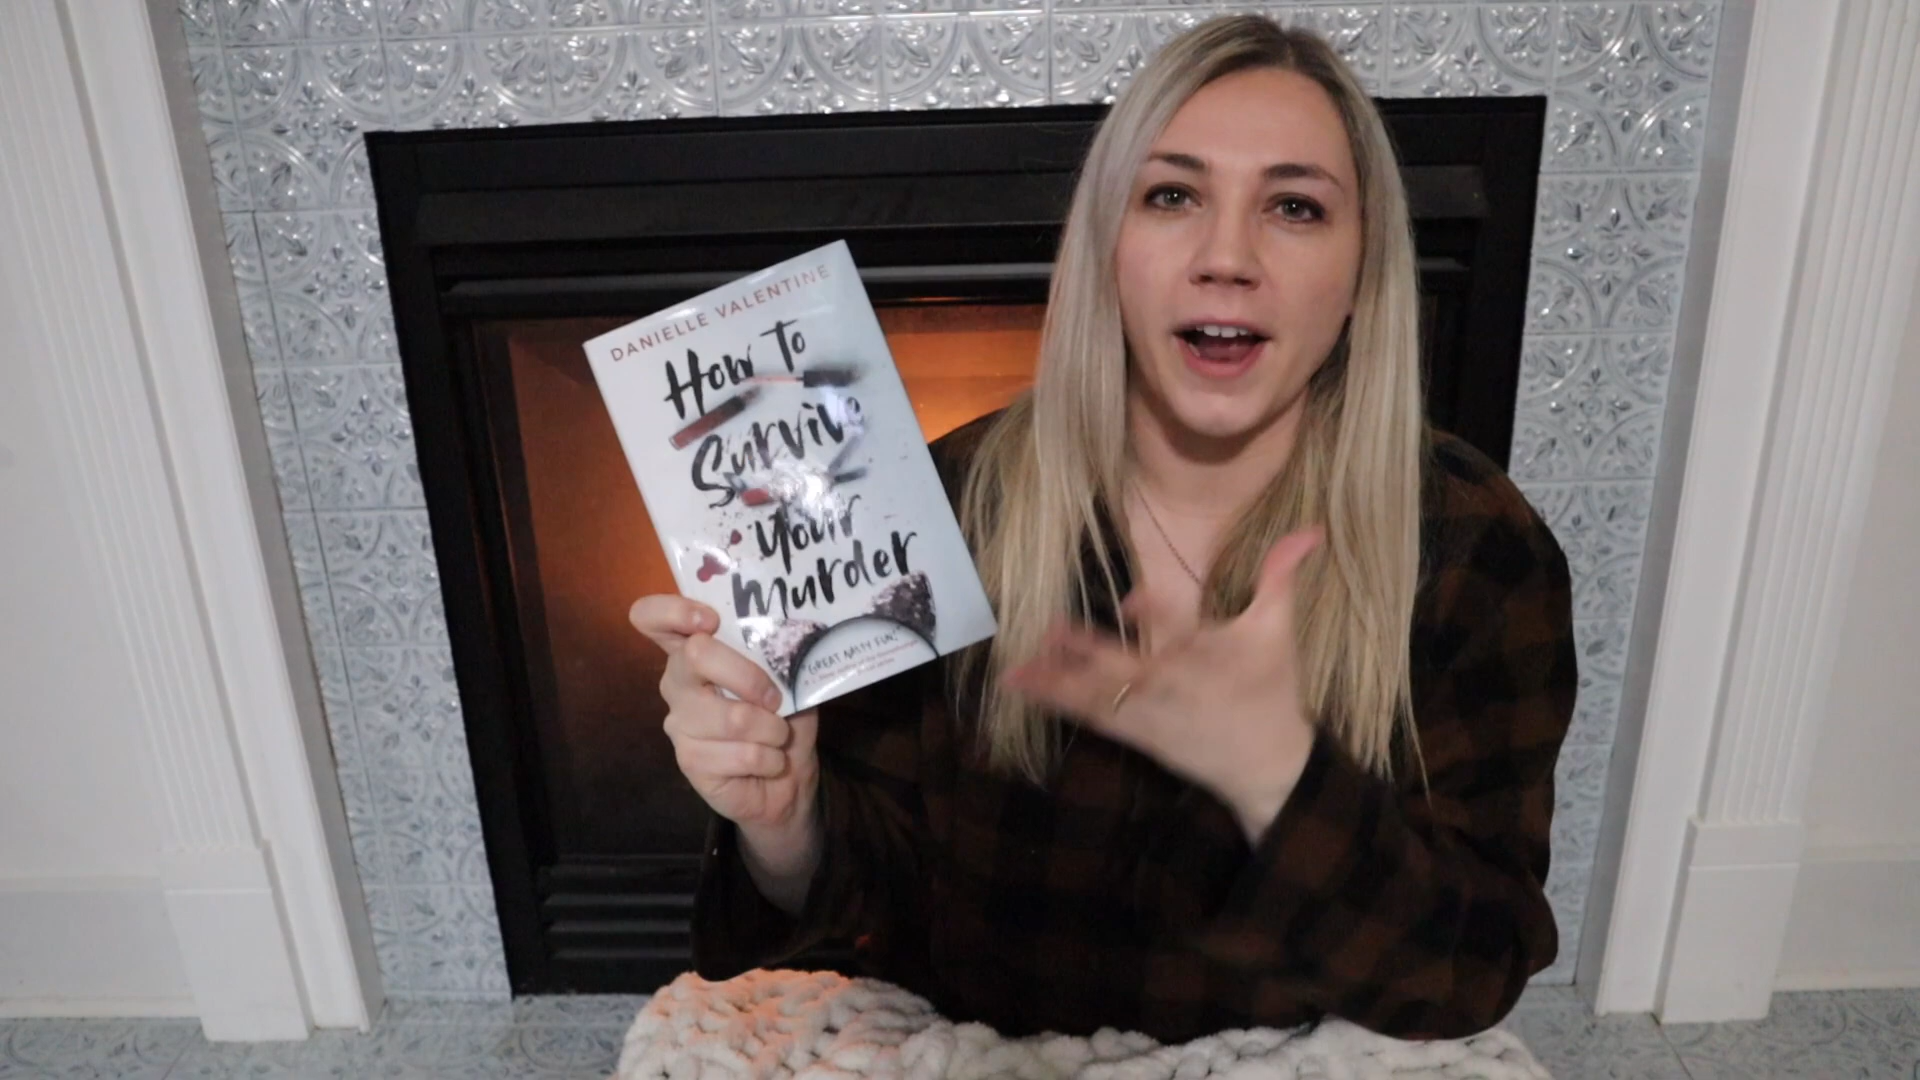 DANIELLE VALENTINE
How To
Survive
Your
Murder
"GREAT NASTY FUN."